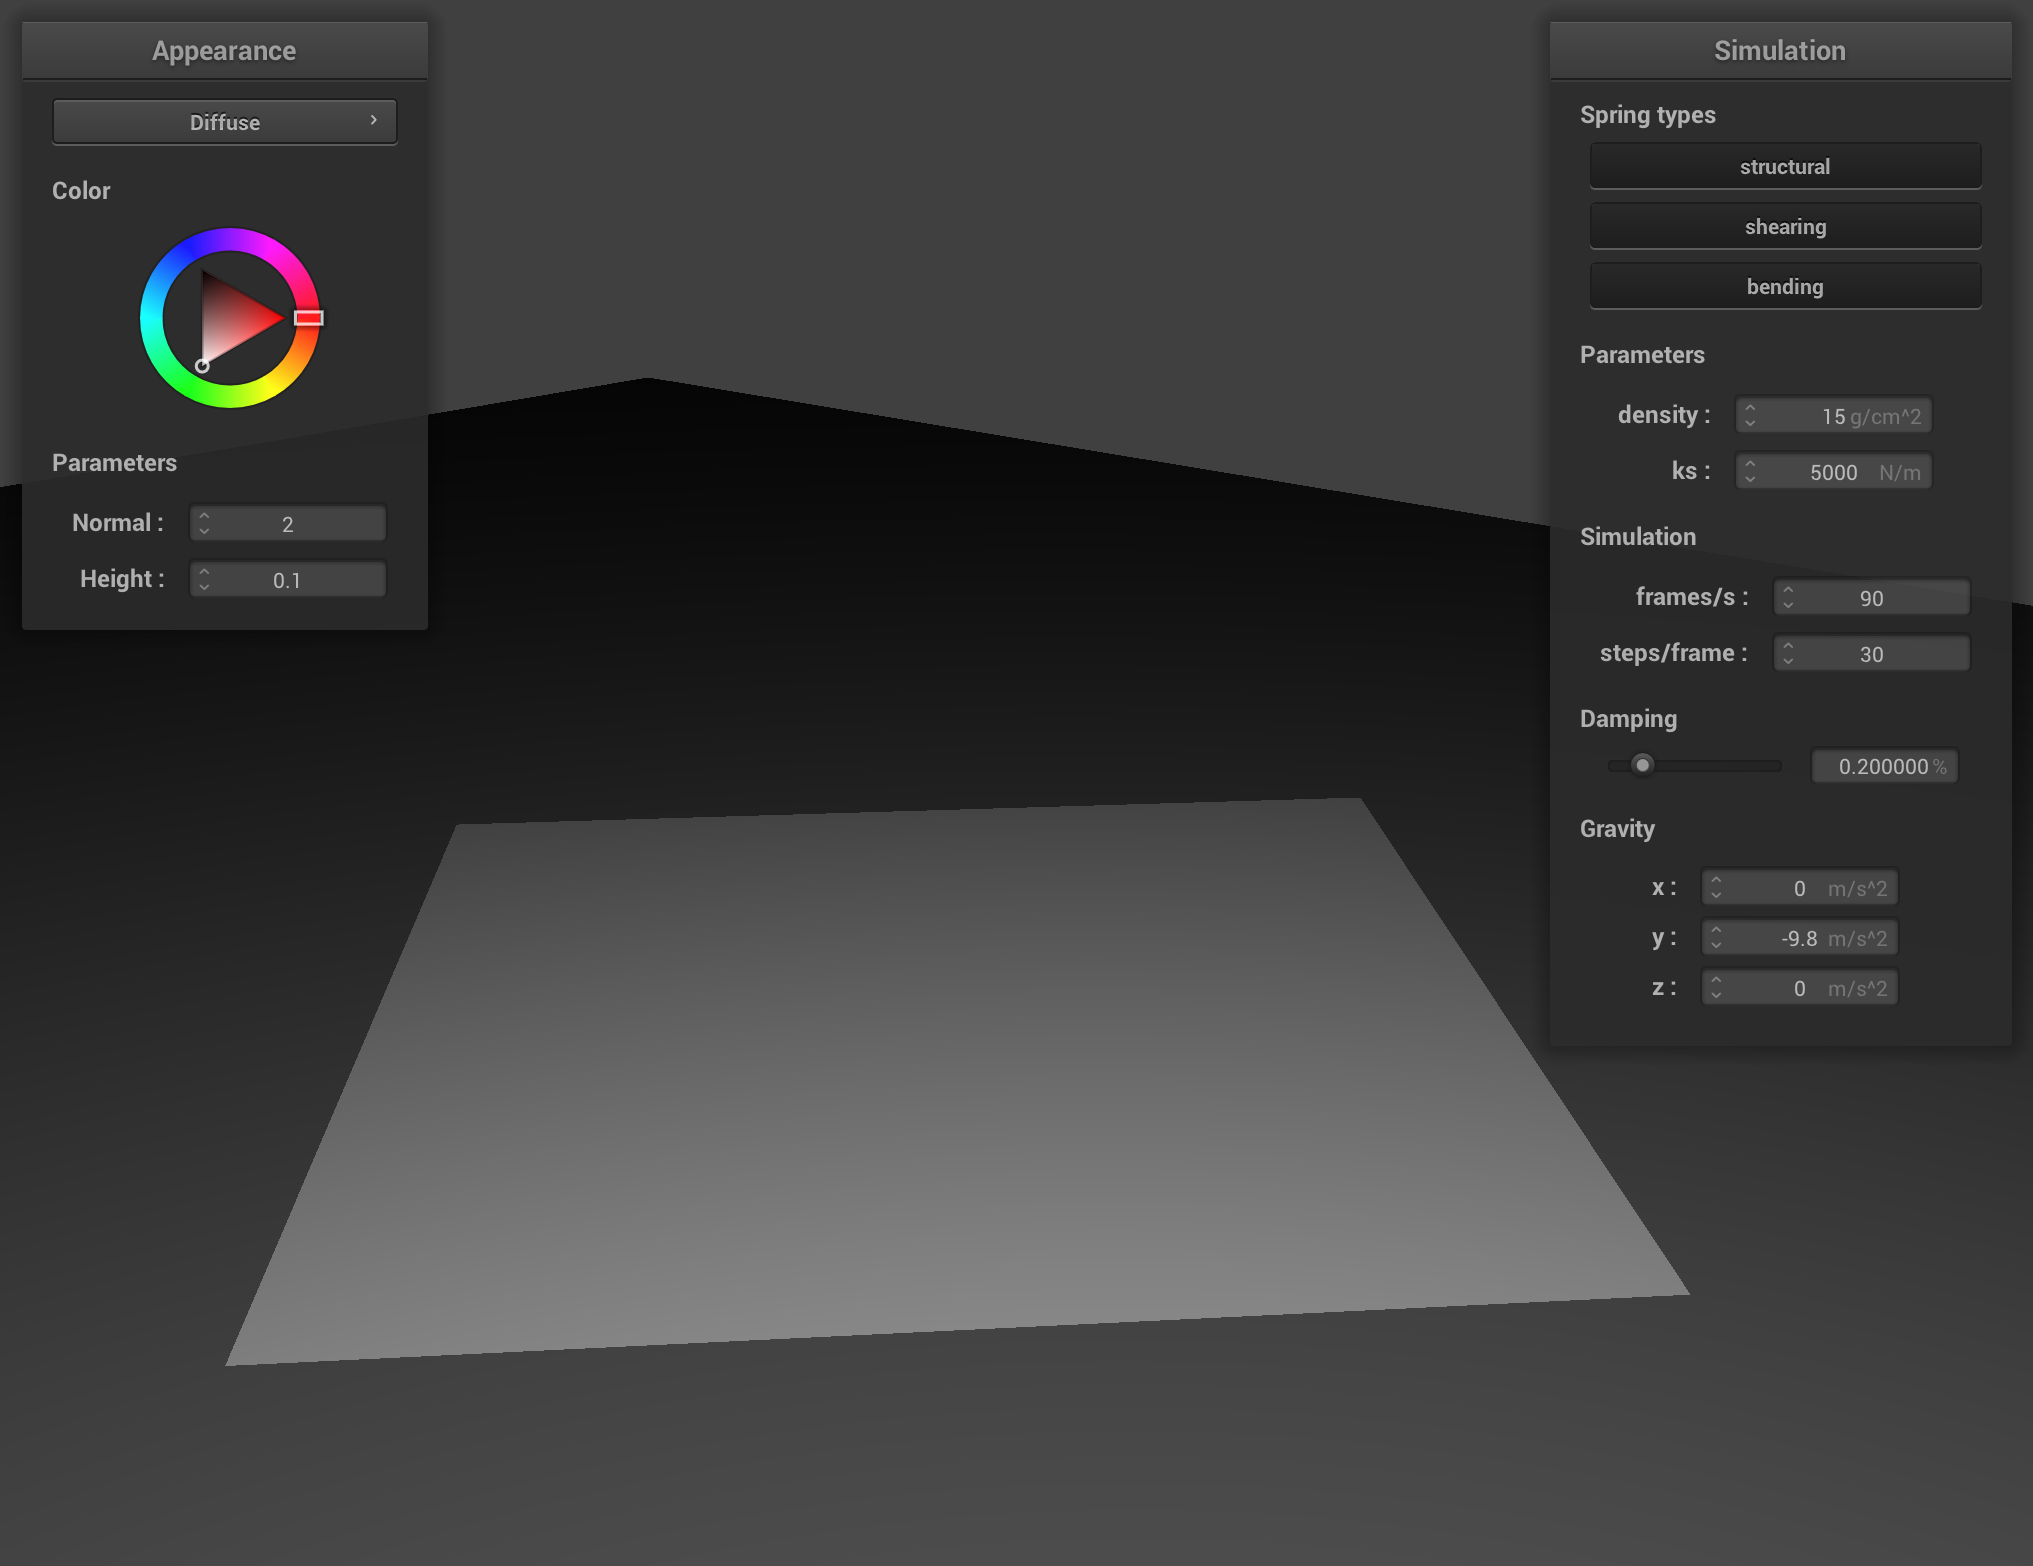 Appearance
Diffuse
Color
Parameters
Normal : 2
Height : 0.1
Simulation
Spring types
structural
shearing
bending
Parameters
density : 15 g/cm^2
ks : 5000 N/m
Simulation
frames/s : 90
steps/frame : 30
Damping
0.200000 %
Gravity
x : 0 m/s^2
y : -9.8 m/s^2
z : 0 m/s^2